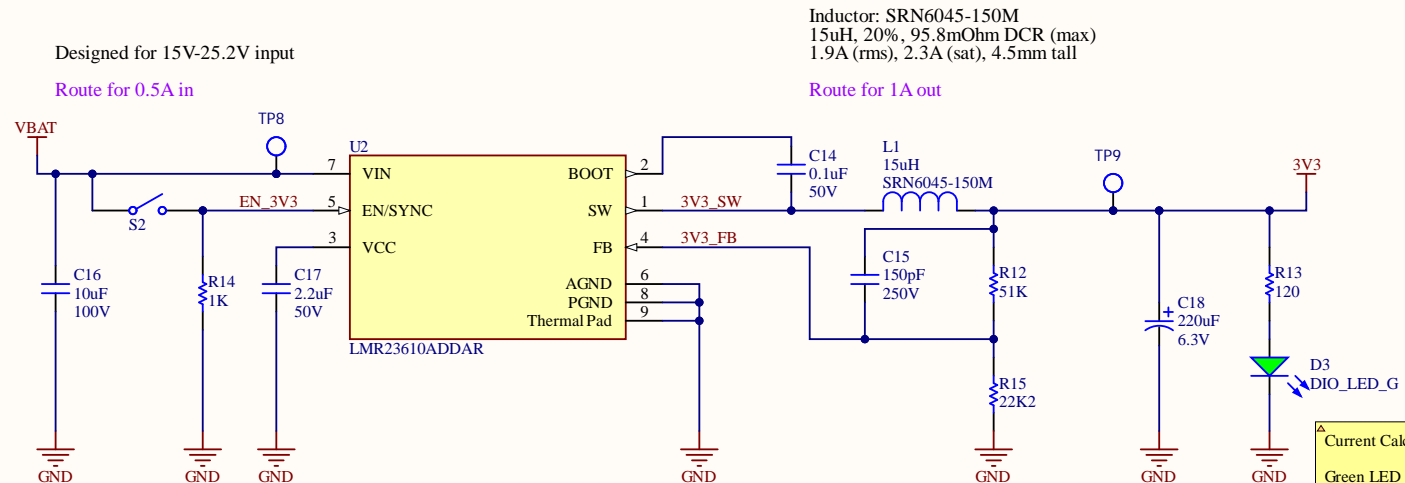 Inductor: SRN6045-150M
15uH, 20%, 95.8mOhm DCR (max)
1.9A (rms), 2.3A (sat), 4.5mm tall
Designed for 15V-25.2V input
Route for 0.5A in
Route for 1A out
VBAT
TP8
U2
7
VIN
BOOT
2
C14
0.1uF
50V
L1
15uH
SRN6045-150M
TP9
3V3
S2
EN_3V3
5
EN/SYNC
SW
1
3V3_SW
3
VCC
FB
4
3V3_FB
C16
10uF
100V
R14
1K
C17
2.2uF
50V
AGND
6
PGND
8
Thermal Pad
9
LMR23610ADDAR
C15
150pF
250V
R12
51K
R15
22K2
C18
+
220uF
6.3V
R13
120
D3
DIO_LED_G
GND
GND
GND
GND
GND
GND
GND
Current Calc
Green LED